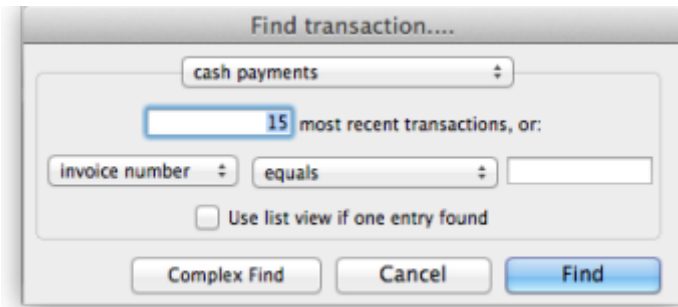 Find transaction....
cash payments
15 most recent transactions, or:
invoice number equals
Use list view if one entry found
Complex Find Cancel Find